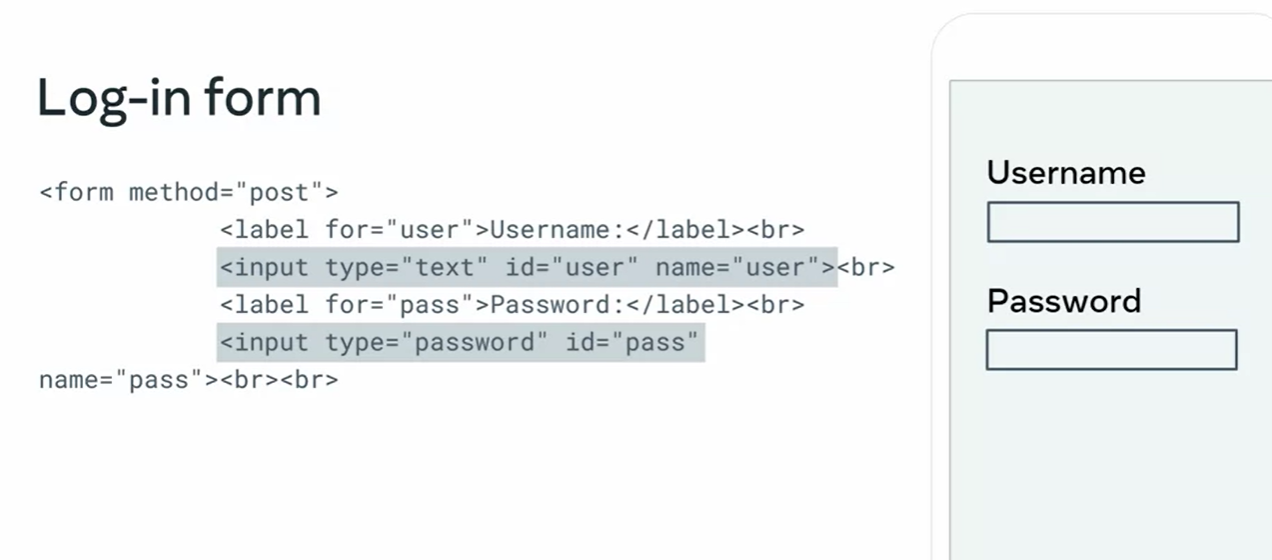 Log-in form
<form method="post">
<label for="user">Username:</label><br>
<input type="text" id="user" name="user"><br>
<label for="pass">Password:</label><br>
<input type="password" id="pass"
name="pass"><br><br>
Username
Password